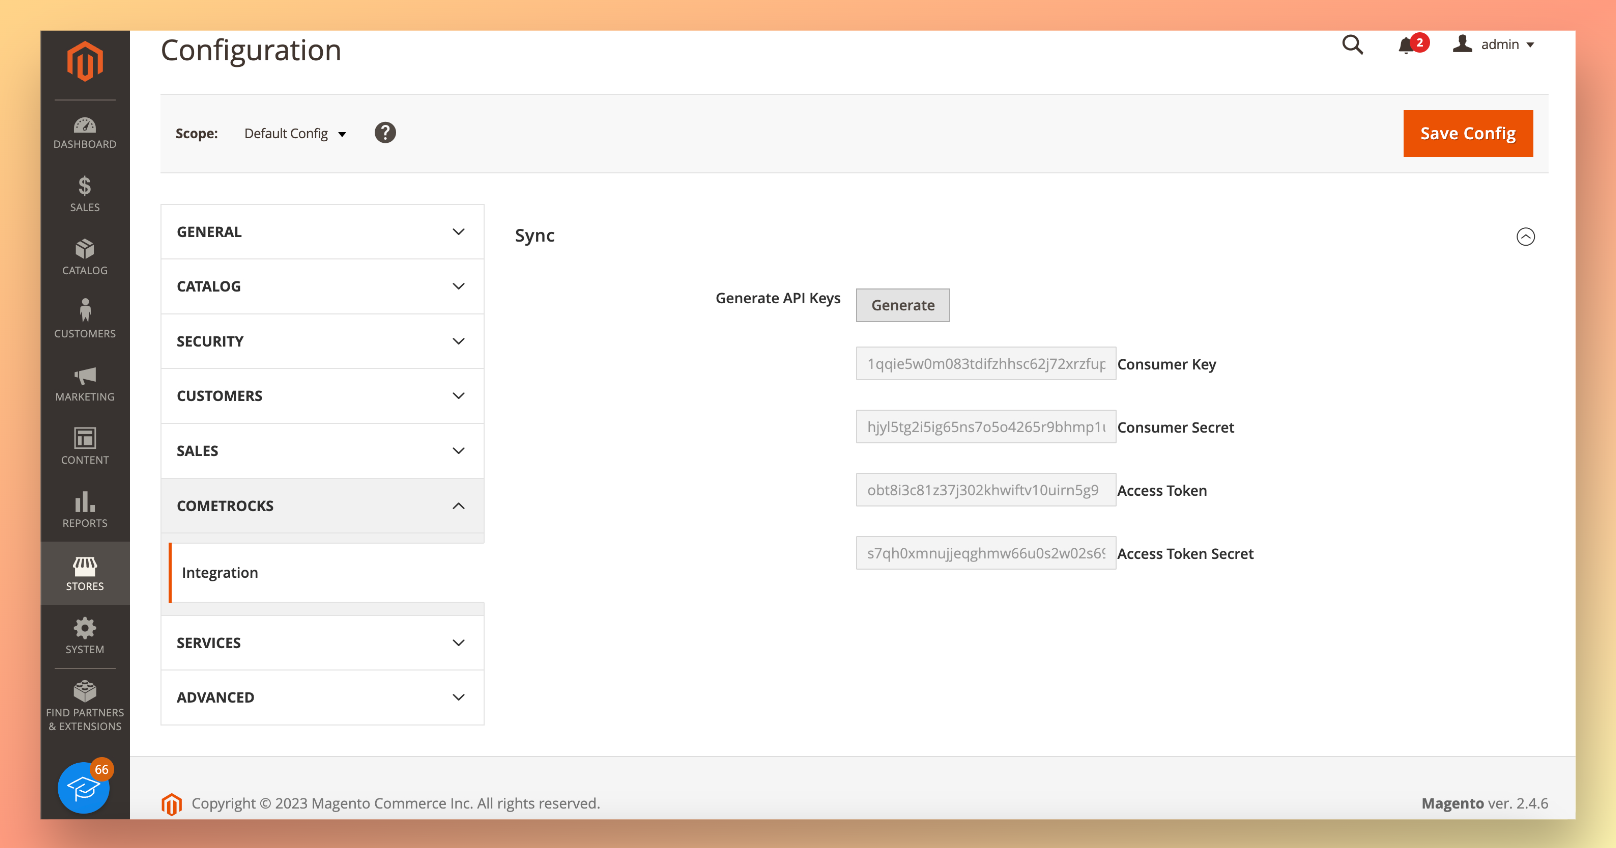 Configuration
2
admin
Scope:
Default Config
?
Save Config
DASHBOARD
SALES
CATALOG
CUSTOMERS
MARKETING
CONTENT
REPORTS
STORES
SYSTEM
FIND PARTNERS
& EXTENSIONS
66
GENERAL
CATALOG
SECURITY
CUSTOMERS
SALES
COMETROCKS
Integration
SERVICES
ADVANCED
Sync
Generate API Keys
Generate
1qqie5w0m083tdifzhhsc62j72xrzfup Consumer Key
hjyl5tg2i5ig65ns7o5o4265r9bhmp1u Consumer Secret
obt8i3c81z37j302khwiftv10uirn5g9 Access Token
s7qh0xmnujjeqghmw66u0s2w02s69 Access Token Secret
Copyright © 2023 Magento Commerce Inc. All rights reserved.
Magento ver. 2.4.6